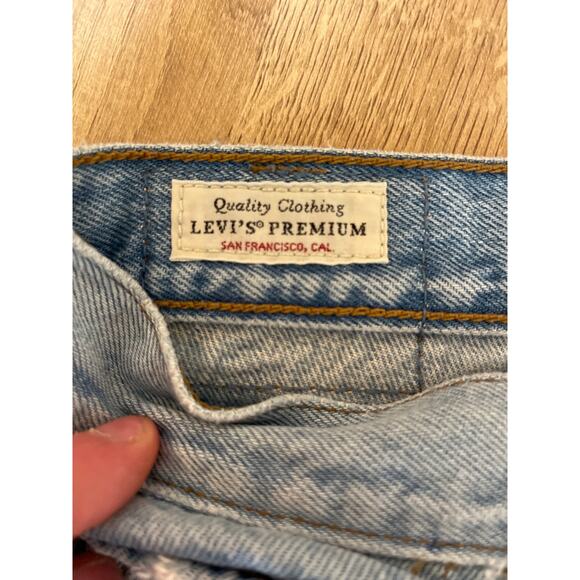 Quality Clothing
LEVI'S® PREMIUM
SAN FRANCISCO, CAL.